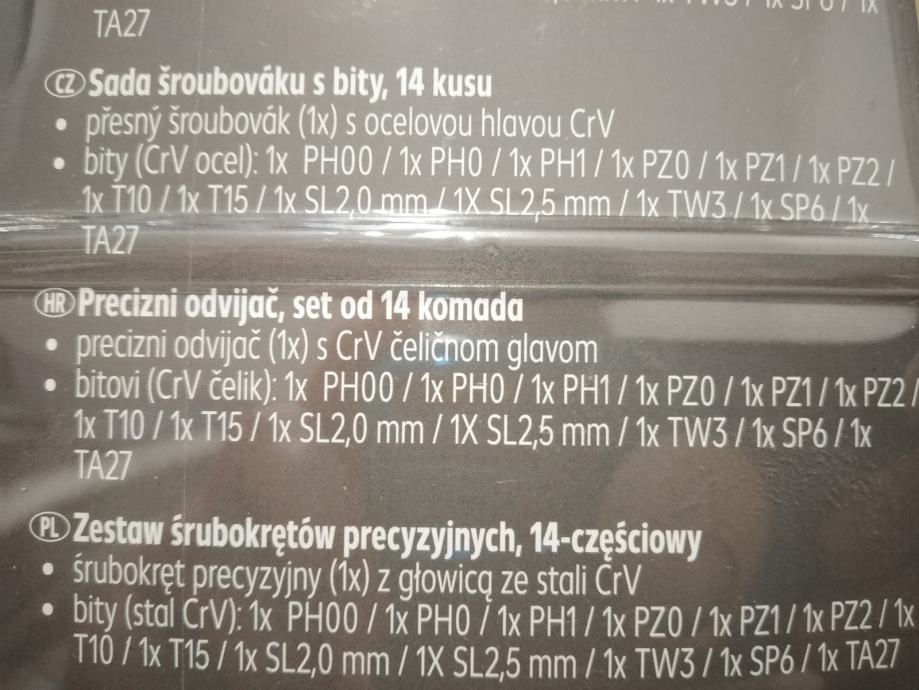 TA27
CZ Sada šroubováku s bity, 14 kusu
• přesný šroubovák (1x) s ocelovou hlavou CrV
• bity (CrV ocel): 1x PH00 / 1x PH0 / 1x PH1 / 1x PZ0 / 1x PZ1 / 1x PZ2 /
1x T10 / 1x T15 / 1x SL2,0 mm / 1X SL2,5 mm / 1x TW3 / 1x SP6 / 1x
TA27
HR Precizni odvijač, set od 14 komada
• precizni odvijač (1x) s CrV čeličnom glavom
• bitovi (CrV čelik): 1x PH00 / 1x PH0 / 1x PH1 / 1x PZ0 / 1x PZ1 / 1x PZ2 /
1x T10 / 1x T15 / 1x SL2,0 mm / 1X SL2,5 mm / 1x TW3 / 1x SP6 / 1x
TA27
PL Zestaw śrubokrętów precyzyjnych, 14-częściowy
• śrubokręt precyzyjny (1x) z głowicą ze stali CrV
• bity (stal CrV): 1x PH00 / 1x PH0 / 1x PH1 / 1x PZ0 / 1x PZ1 / 1x PZ2 / 1x
T10 / 1x T15 / 1x SL2,0 mm / 1X SL2,5 mm / 1x TW3 / 1x SP6 / 1x TA27